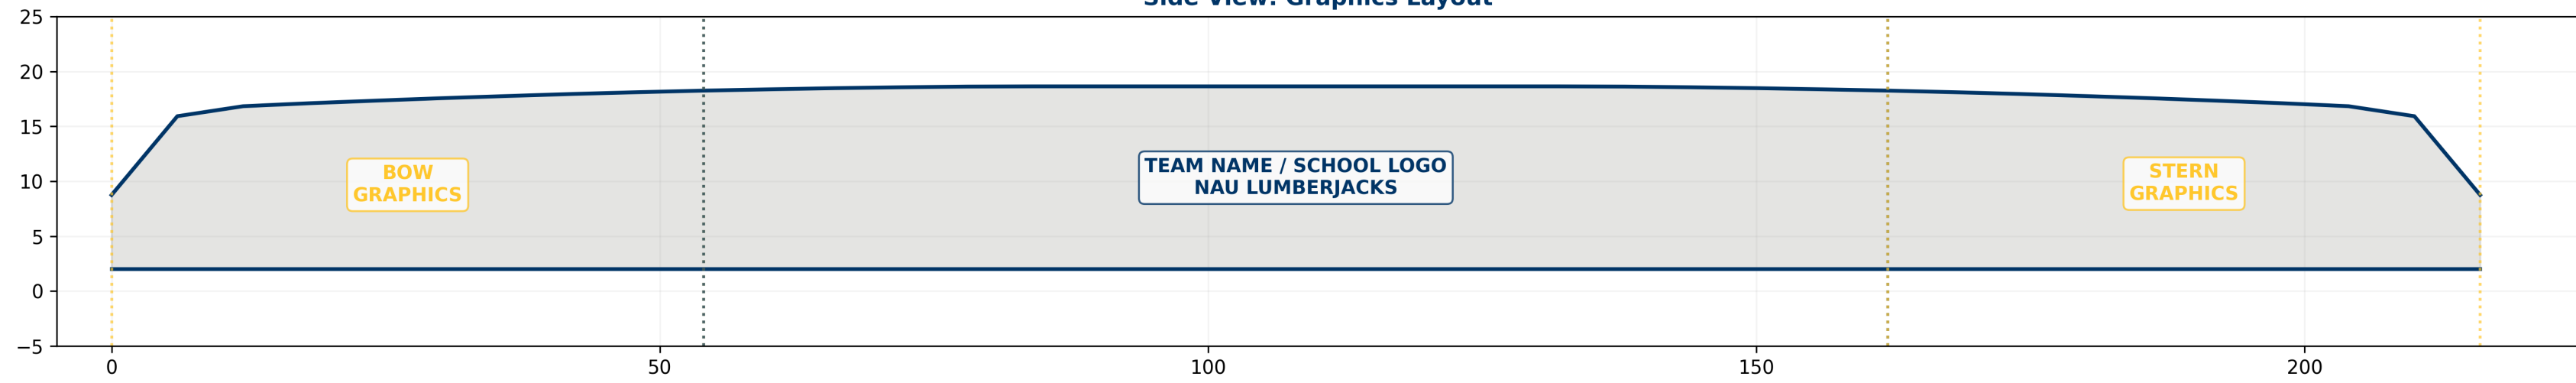 Side View: Graphics Layout
25
20
15
10
5
0
−5
BOW
GRAPHICS
TEAM NAME / SCHOOL LOGO
NAU LUMBERJACKS
STERN
GRAPHICS
0
50
100
150
200